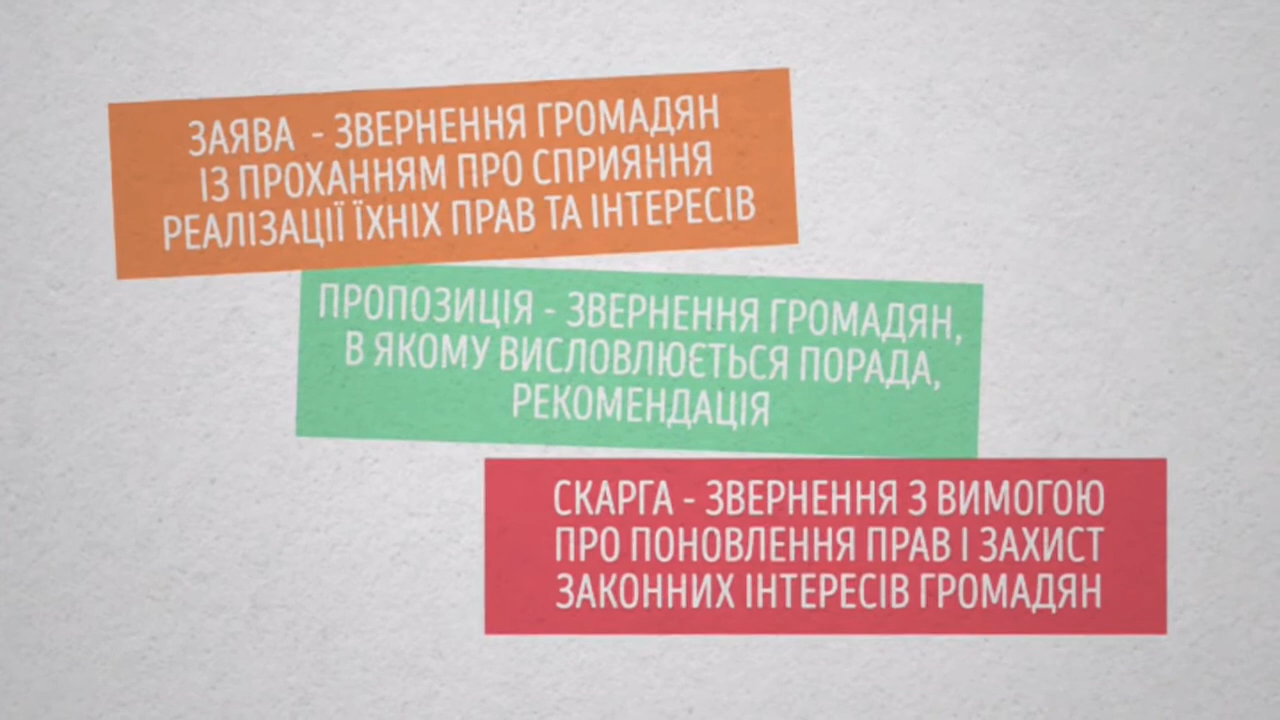 ЗАЯВА - ЗВЕРНЕННЯ ГРОМАДЯН
ІЗ ПРОХАННЯМ ПРО СПРИЯННЯ
РЕАЛІЗАЦІЇ ЇХНІХ ПРАВ ТА ІНТЕРЕСІВ
ПРОПОЗИЦІЯ - ЗВЕРНЕННЯ ГРОМАДЯН,
В ЯКОМУ ВИСЛОВЛЮЄТЬСЯ ПОРАДА,
РЕКОМЕНДАЦІЯ
СКАРГА - ЗВЕРНЕННЯ З ВИМОГОЮ
ПРО ПОНОВЛЕННЯ ПРАВ І ЗАХИСТ
ЗАКОННИХ ІНТЕРЕСІВ ГРОМАДЯН